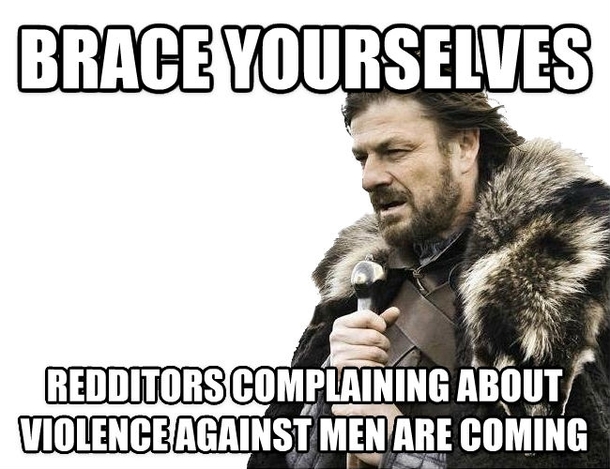 BRACE YOURSELVES
REDDITORS COMPLAINING ABOUT
VIOLENCE AGAINST MEN ARE COMING